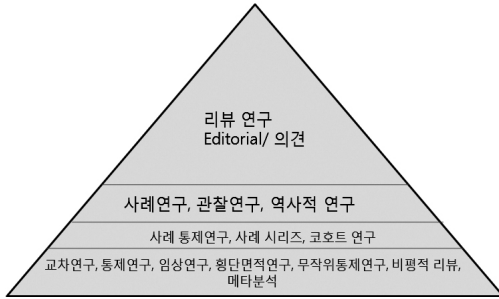 리뷰 연구
Editorial/ 의견
사례연구, 관찰연구, 역사적 연구
사례 통제연구, 사례 시리즈, 코호트 연구
교차연구, 통제연구, 임상연구, 횡단면적연구, 무작위통제연구, 비평적 리뷰,
메타분석